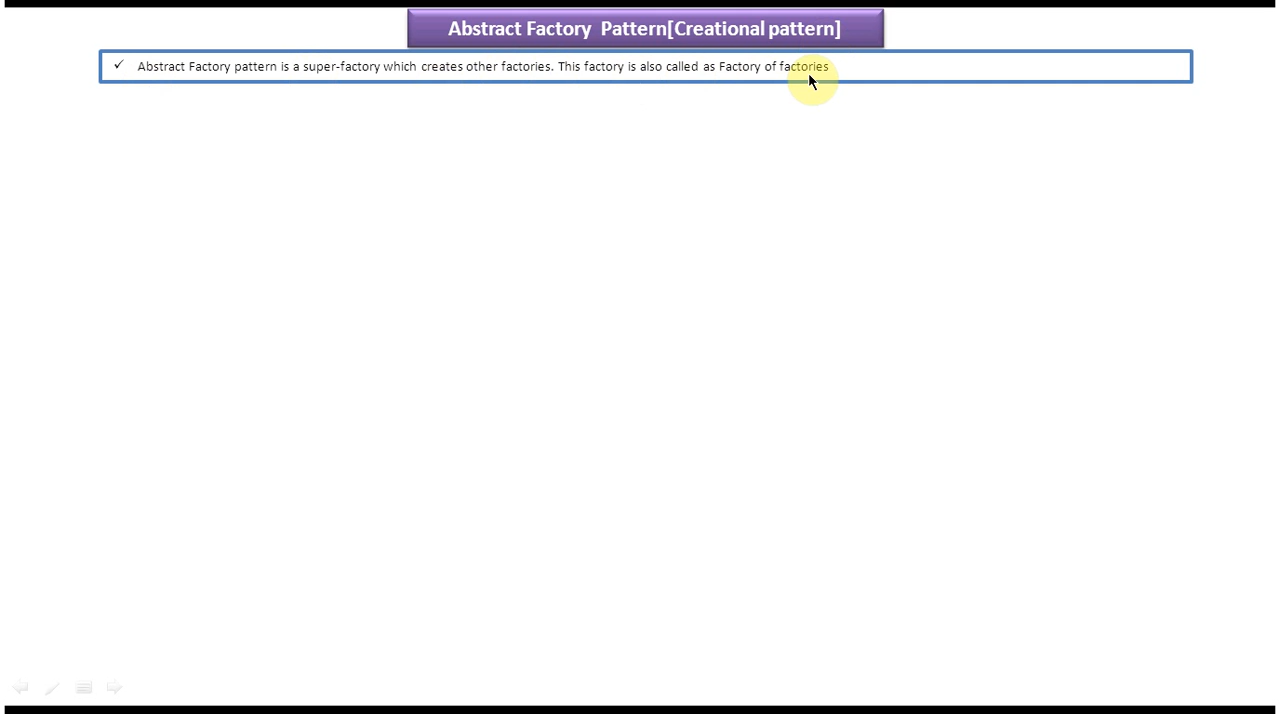 Abstract Factory  Pattern[Creational pattern]
✓ Abstract Factory pattern is a super-factory which creates other factories. This factory is also called as Factory of factories